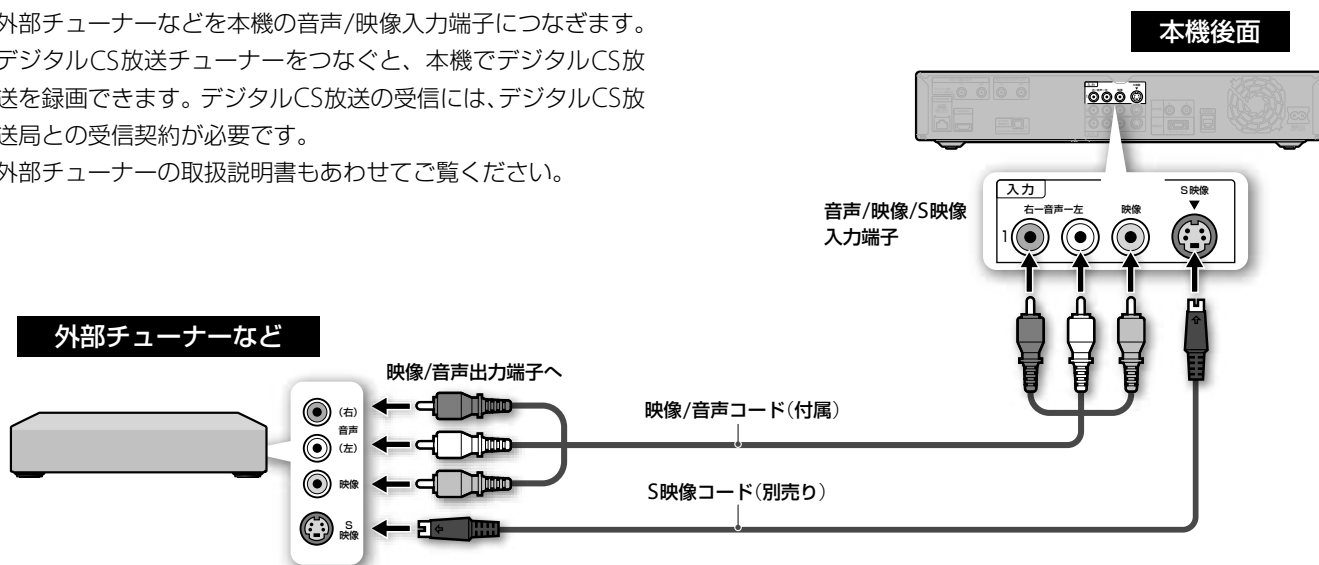 外部チューナーなどを本機の音声/映像入力端子につなぎます。
デジタルCS放送チューナーをつなぐと、本機でデジタルCS放
送を録画できます。デジタルCS放送の受信には、デジタルCS放
送局との受信契約が必要です。
外部チューナーの取扱説明書もあわせてご覧ください。
本機後面
入力
右ー音声ー左
映像
S映像
1
音声/映像/S映像
入力端子
外部チューナーなど
映像/音声出力端子へ
(右)
音声
(左)
映像
S
映像
映像/音声コード(付属)
S映像コード(別売り)